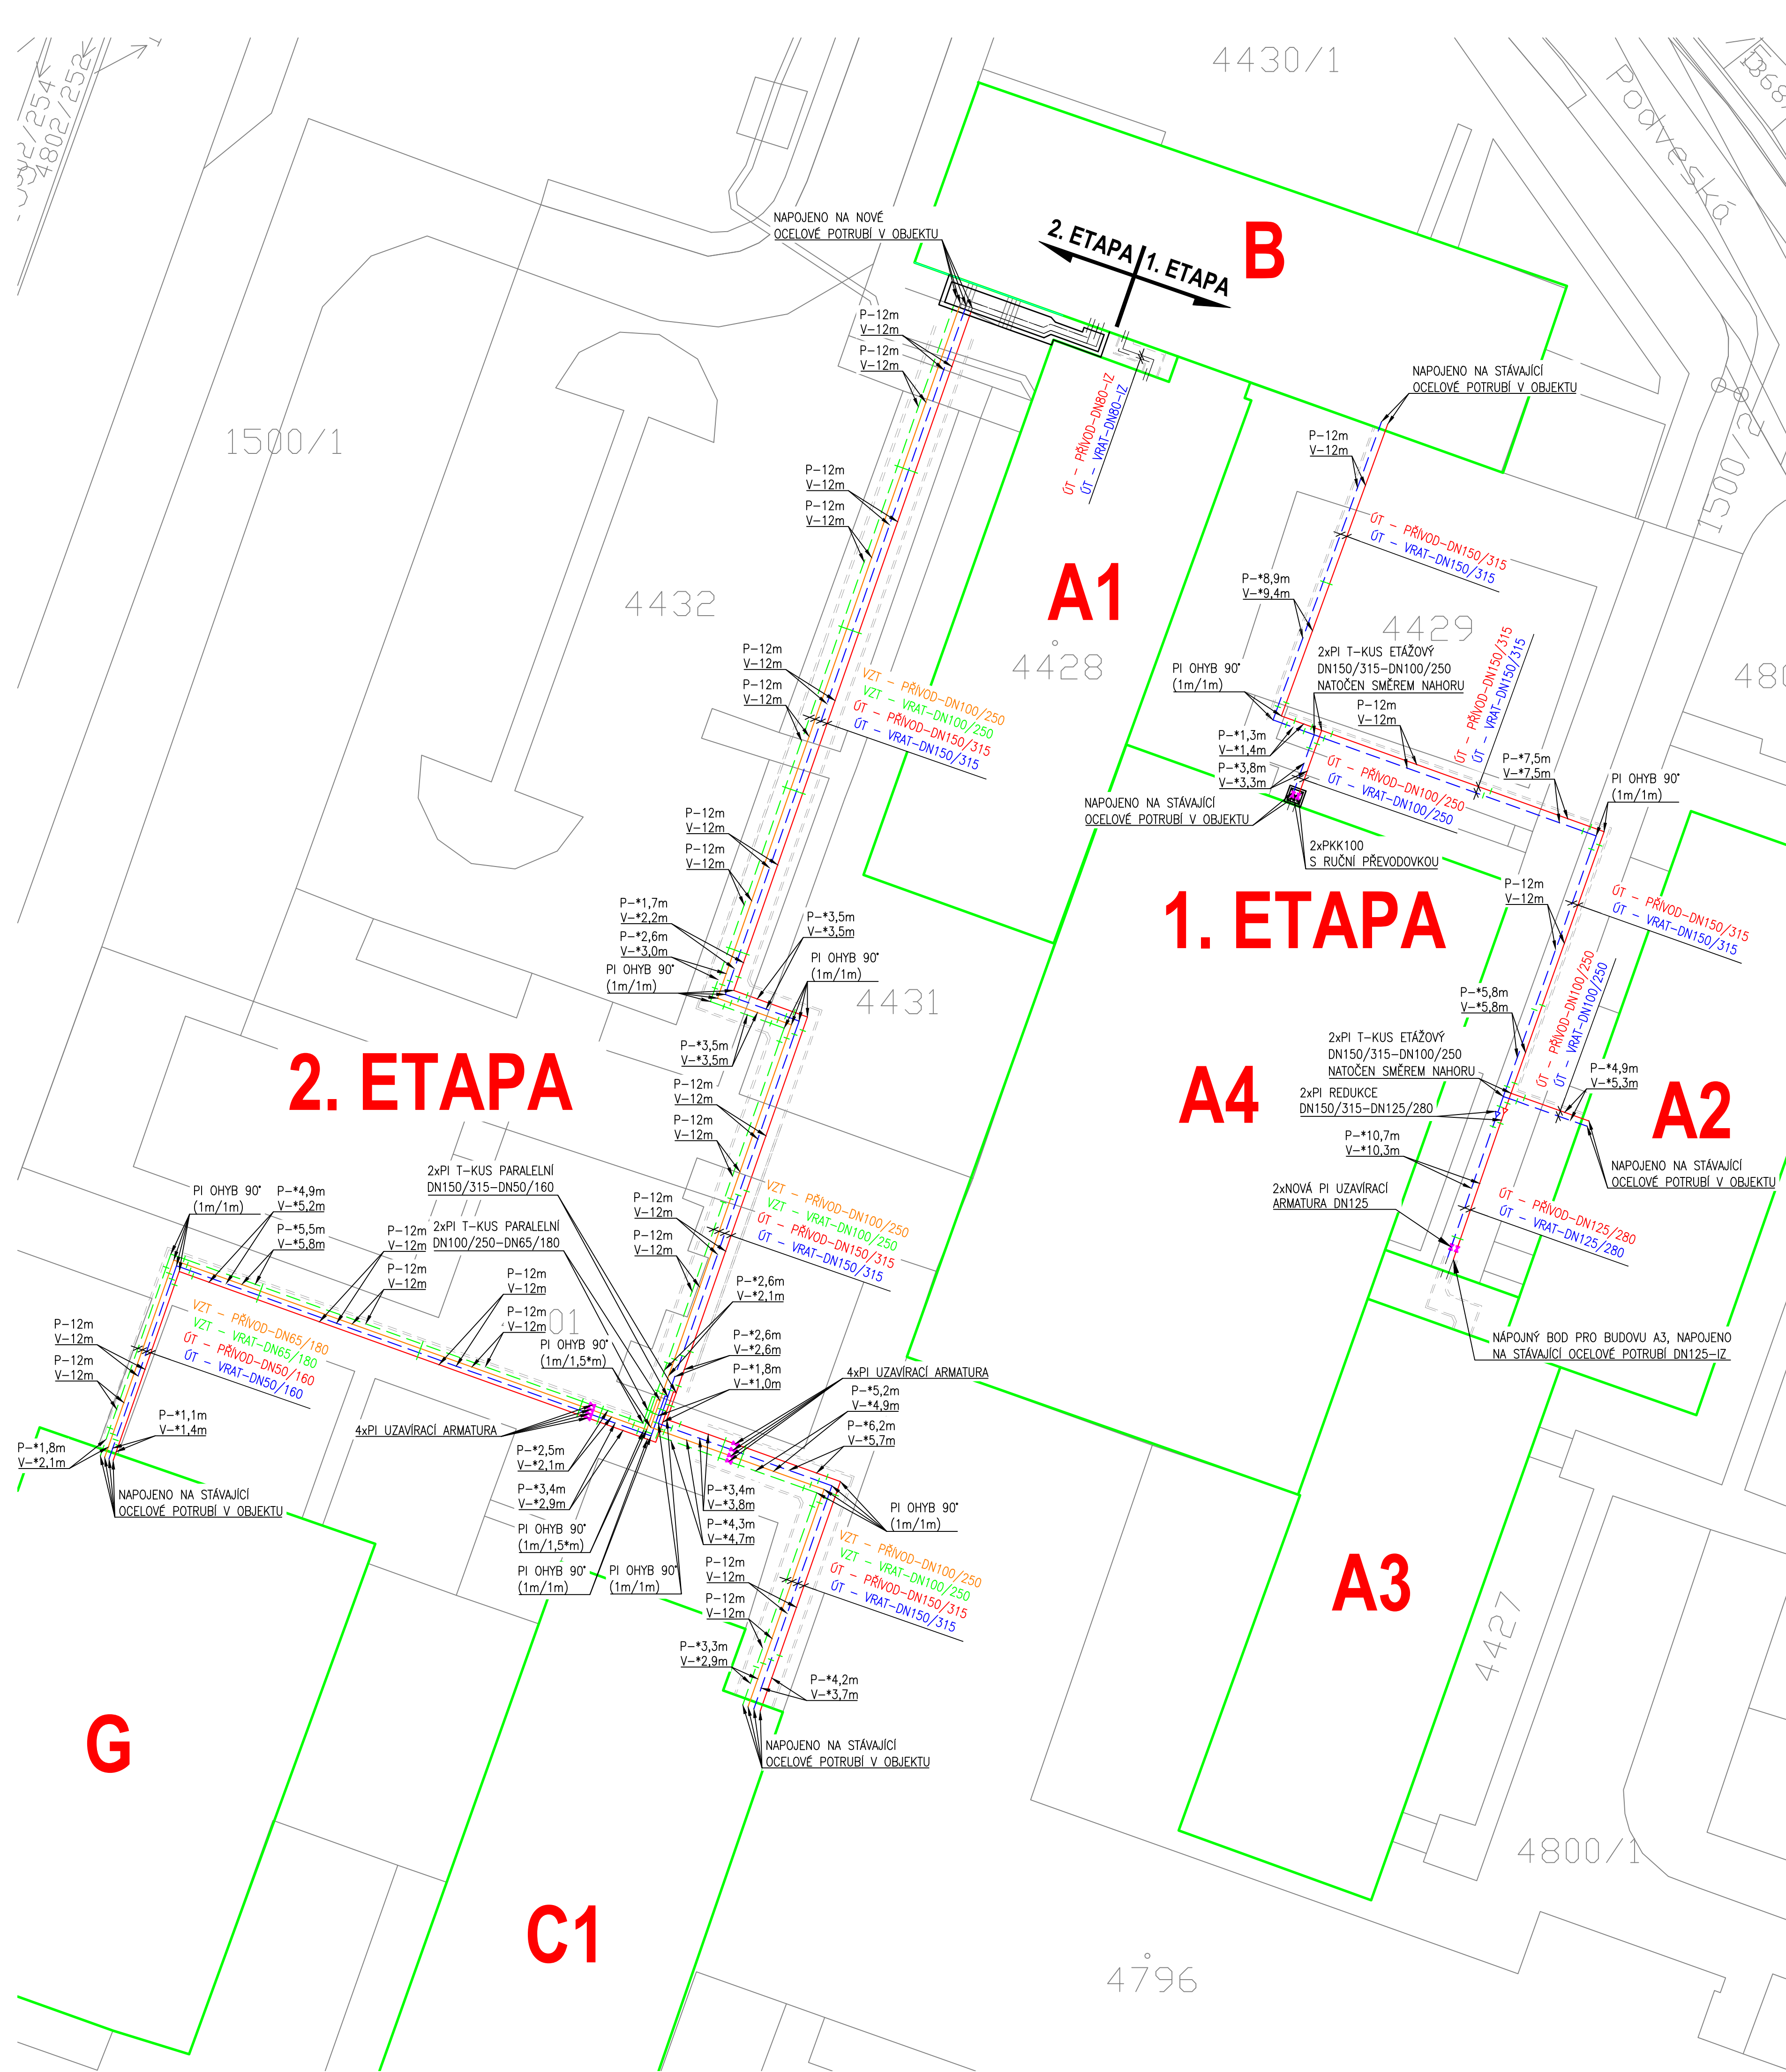 4430/1
4802/252
Podveská
NAPOJENO NA NOVÉ
OCELOVÉ POTRUBÍ V OBJEKTU
2. ETAPA
1. ETAPA
B
P-12m
V-12m
P-12m
V-12m
ÚT - PŘÍVOD-DN80-IZ
ÚT - VRAT-DN80-IZ
NAPOJENO NA STÁVAJÍCÍ
OCELOVÉ POTRUBÍ V OBJEKTU
P-12m
V-12m
1500/1
1500/2
P-12m
V-12m
P-12m
V-12m
ÚT - PŘÍVOD-DN150/315
ÚT - VRAT-DN150/315
A1
4432
4428
4429
P-*8,9m
V-*9,4m
2xPI T-KUS ETÁŽOVÝ
DN150/315-DN100/250
NATOČEN SMĚREM NAHORU
PI OHYB 90°
(1m/1m)
ÚT - PŘÍVOD-DN150/315
ÚT - VRAT-DN150/315
P-12m
V-12m
P-12m
V-12m
VZT - PŘÍVOD-DN100/250
VZT - VRAT-DN100/250
ÚT - PŘÍVOD-DN150/315
ÚT - VRAT-DN150/315
P-12m
V-12m
P-*1,3m
V-*1,4m
P-*3,8m
V-*3,3m
P-*7,5m
V-*7,5m
PI OHYB 90°
(1m/1m)
ÚT - PŘÍVOD-DN100/250
ÚT - VRAT-DN100/250
NAPOJENO NA STÁVAJÍCÍ
OCELOVÉ POTRUBÍ V OBJEKTU
2xPKK100
S RUČNÍ PŘEVODOVKOU
P-12m
V-12m
P-12m
V-12m
1. ETAPA
P-12m
V-12m
ÚT - PŘÍVOD-DN150/315
ÚT - VRAT-DN150/315
P-*1,7m
V-*2,2m
P-*2,6m
V-*3,0m
PI OHYB 90°
(1m/1m)
P-*3,5m
V-*3,5m
PI OHYB 90°
(1m/1m)
4431
P-*3,5m
V-*3,5m
P-*5,8m
V-*5,8m
ÚT - PŘÍVOD-DN100/250
ÚT - VRAT-DN100/250
2xPI T-KUS ETÁŽOVÝ
DN150/315-DN100/250
NATOČEN SMĚREM NAHORU
2xPI REDUKCE
DN150/315-DN125/280
P-*4,9m
V-*5,3m
A4
A2
2. ETAPA
P-12m
V-12m
P-12m
V-12m
P-*10,7m
V-*10,3m
NAPOJENO NA STÁVAJÍCÍ
OCELOVÉ POTRUBÍ V OBJEKTU
2xNOVÁ PI UZAVÍRACÍ
ARMATURA DN125
ÚT - PŘÍVOD-DN125/280
ÚT - VRAT-DN125/280
2xPI T-KUS PARALELNÍ
DN150/315-DN50/160
2xPI T-KUS PARALELNÍ
DN100/250-DN65/180
PI OHYB 90°
(1m/1m)
P-*4,9m
V-*5,2m
P-*5,5m
V-*5,8m
P-12m
V-12m
P-12m
V-12m
P-12m
V-12m
P-12m
V-12m
P-12m
V-12m
P-12m
V-12m
VZT - PŘÍVOD-DN100/250
VZT - VRAT-DN100/250
ÚT - PŘÍVOD-DN150/315
ÚT - VRAT-DN150/315
01
PI OHYB 90°
(1m/1,5*m)
P-*2,6m
V-*2,1m
P-*2,6m
V-*2,6m
P-*1,8m
V-*1,0m
P-12m
V-12m
P-12m
V-12m
VZT - PŘÍVOD-DN65/180
VZT - VRAT-DN65/180
ÚT - PŘÍVOD-DN50/160
ÚT - VRAT-DN50/160
NÁPOJNÝ BOD PRO BUDOVU A3, NAPOJENO
NA STÁVAJÍCÍ OCELOVÉ POTRUBÍ DN125-IZ
4xPI UZAVÍRACÍ ARMATURA
4xPI UZAVÍRACÍ ARMATURA
P-*5,2m
V-*4,9m
P-*6,2m
V-*5,7m
P-*1,1m
V-*1,4m
P-*1,8m
V-*2,1m
NAPOJENO NA STÁVAJÍCÍ
OCELOVÉ POTRUBÍ V OBJEKTU
P-*2,5m
V-*2,1m
P-*3,4m
V-*2,9m
PI OHYB 90°
(1m/1,5*m)
PI OHYB 90°
(1m/1m)
PI OHYB 90°
(1m/1m)
P-*3,4m
V-*3,8m
P-*4,3m
V-*4,7m
PI OHYB 90°
(1m/1m)
P-12m
V-12m
P-12m
V-12m
VZT - PŘÍVOD-DN100/250
VZT - VRAT-DN100/250
ÚT - PŘÍVOD-DN150/315
ÚT - VRAT-DN150/315
P-*3,3m
V-*2,9m
P-*4,2m
V-*3,7m
NAPOJENO NA STÁVAJÍCÍ
OCELOVÉ POTRUBÍ V OBJEKTU
A3
4427
G
C1
4800/1
4796